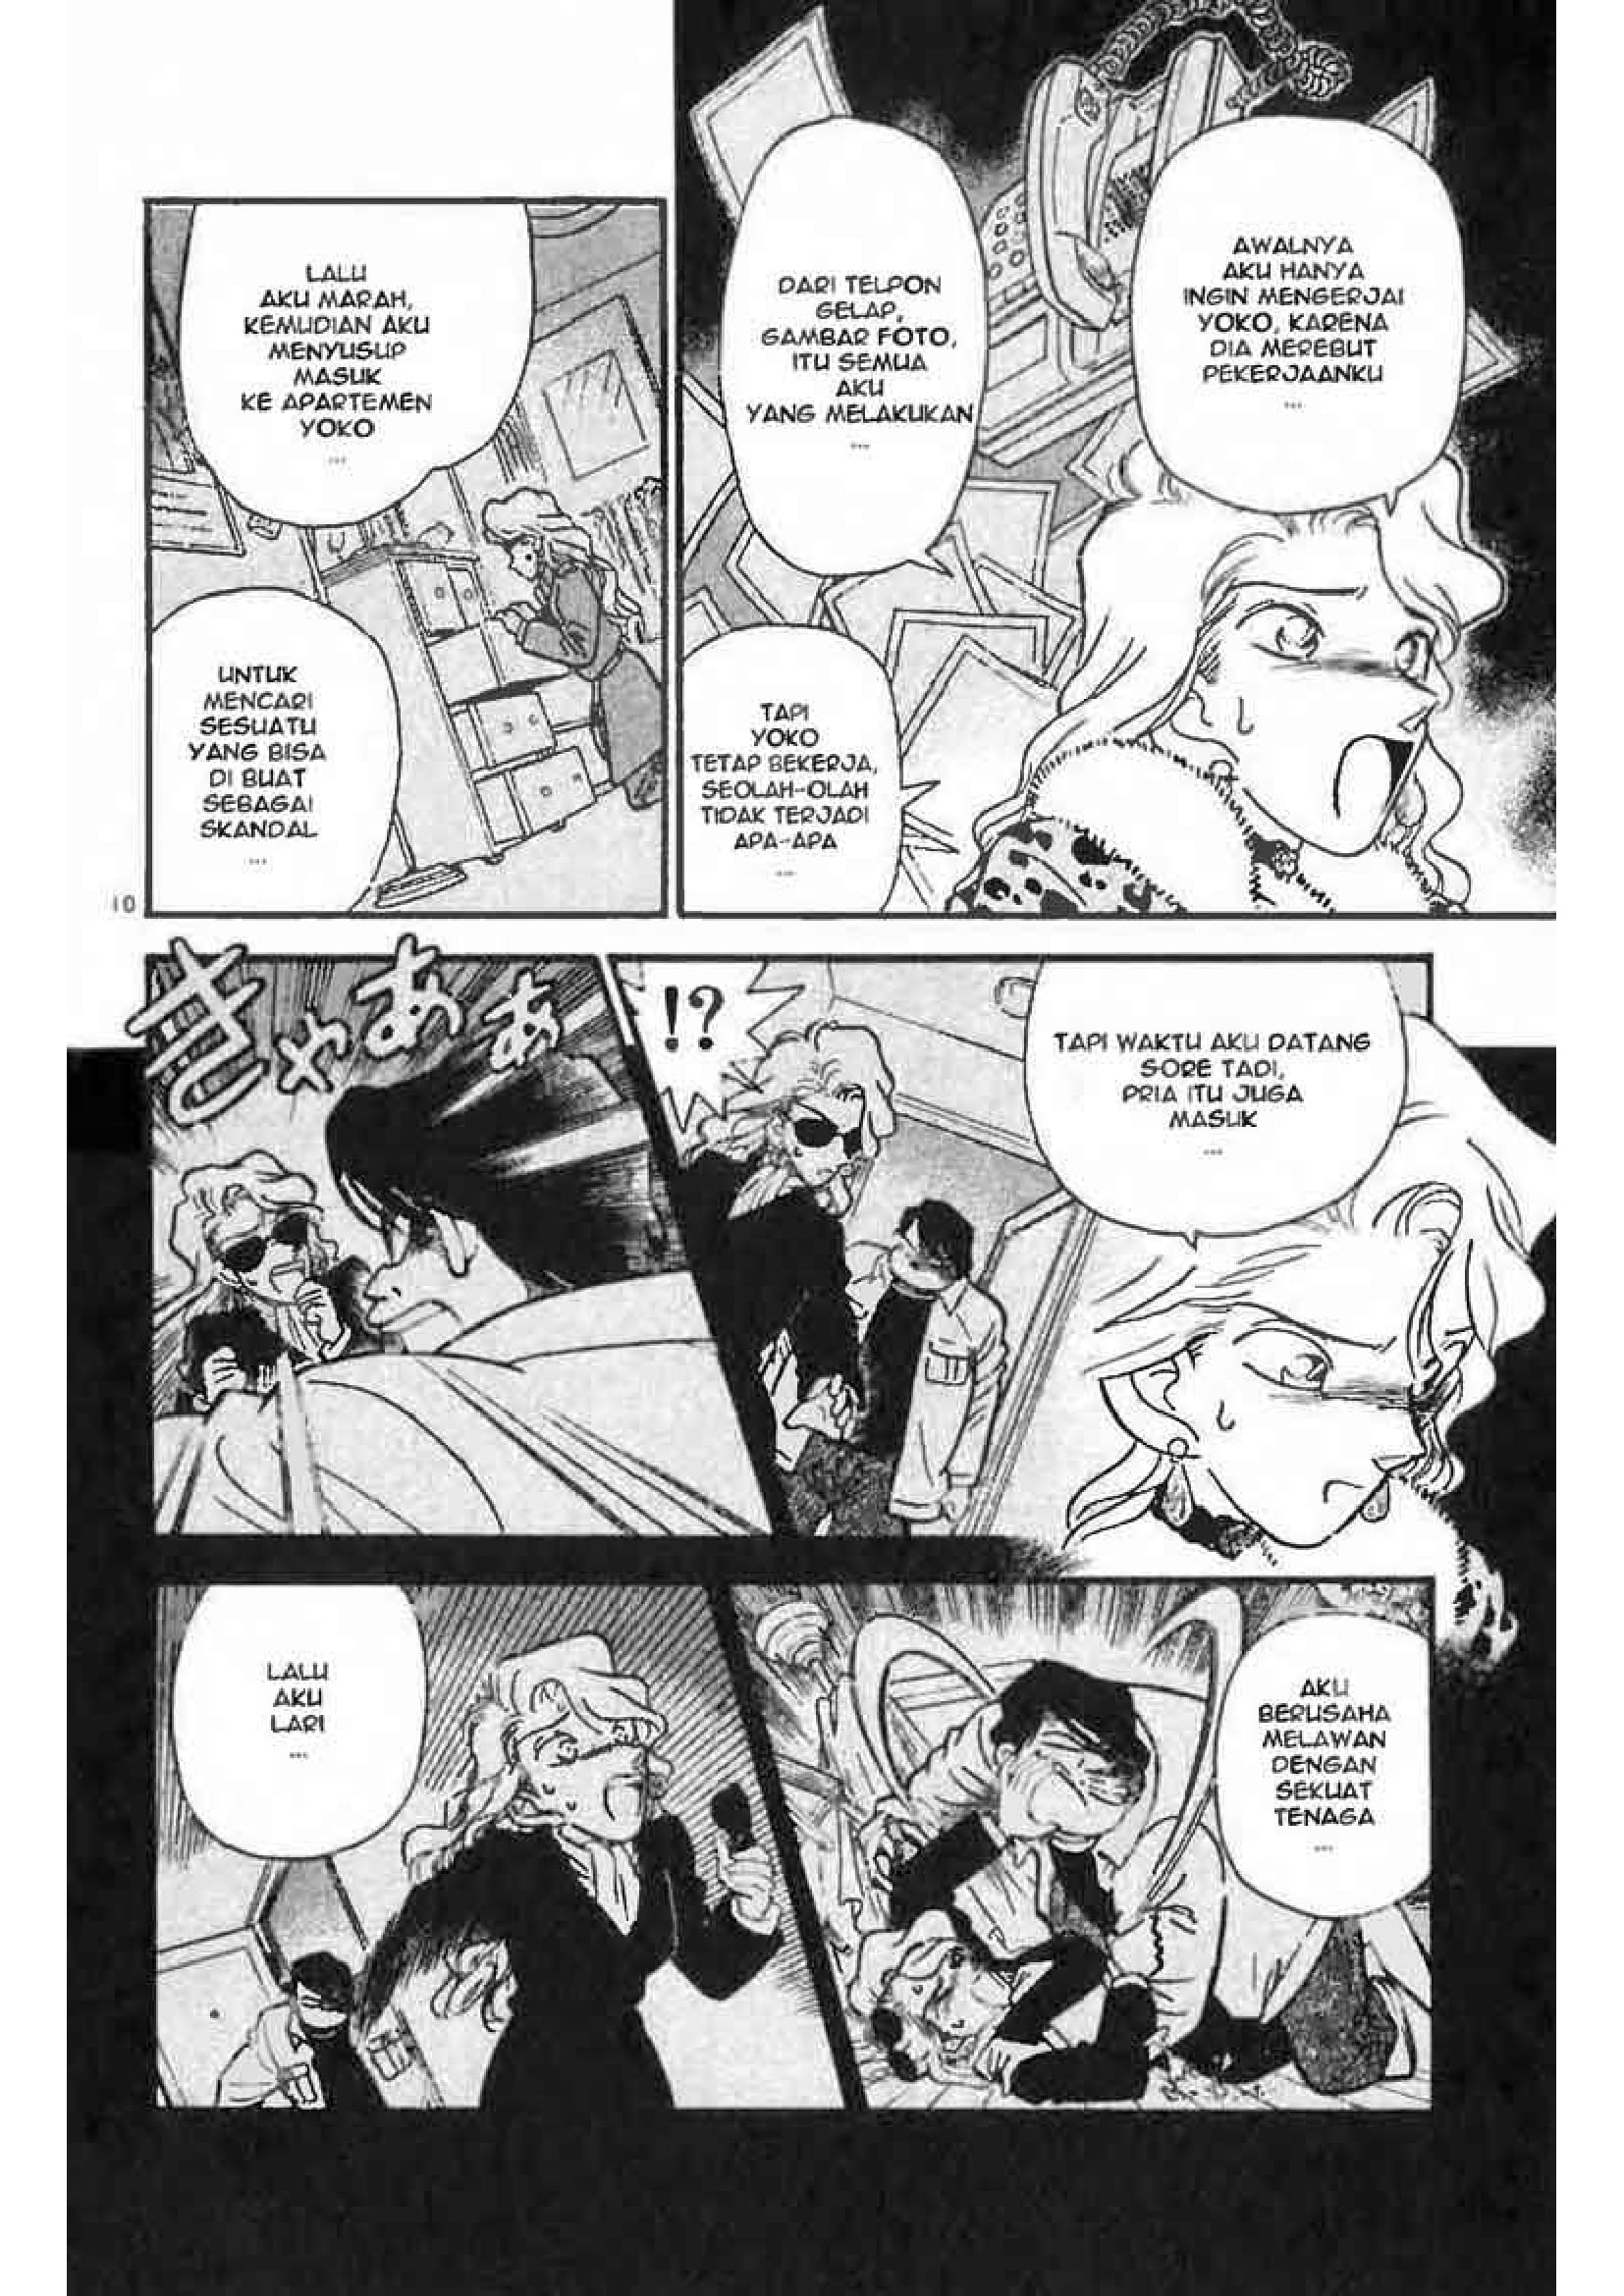 AWALNYA
AKU HANYA
INGIN MENGERJAI
YOKO, KARENA
DIA MEREBUT
PEKERJAANKU
...
DARI TELPON
GELAP,
GAMBAR FOTO,
ITU SEMUA
AKU
YANG MELAKUKAN
...
TAPI
YOKO
TETAP BEKERJA,
SEOLAH-OLAH
TIDAK TERJADI
APA-APA
...
LALU
AKU MARAH,
KEMUDIAN AKU
MENYUSUP
MASUK
KE APARTEMEN
YOKO
...
UNTUK
MENCARI
SESUATU
YANG BISA
DI BUAT
SEBAGAI
SKANDAL
...
10
TAPI WAKTU AKU DATANG
SORE TADI,
PRIA ITU JUGA
MASUK
...
!?
きゃああ
AKU
BERUSAHA
MELAWAN
DENGAN
SEKUAT
TENAGA
...
LALU
AKU
LARI
...